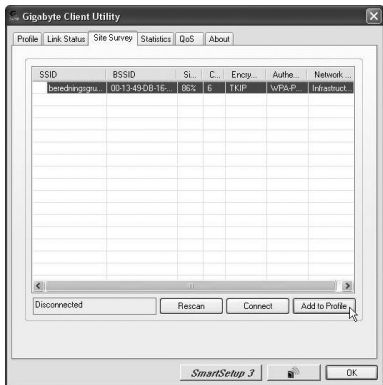 Gigabyte Client Utility
Profile Link Status Site Survey Statistics QoS About
SSID BSSID Si... C... Encry... Authe... Network ...
beredningsgru... 00-13-49-DB-16-... 86% 6 TKIP WPA-P... Infrastruct...
Disconnected Rescan Connect Add to Profile
SmartSetup 3 OK